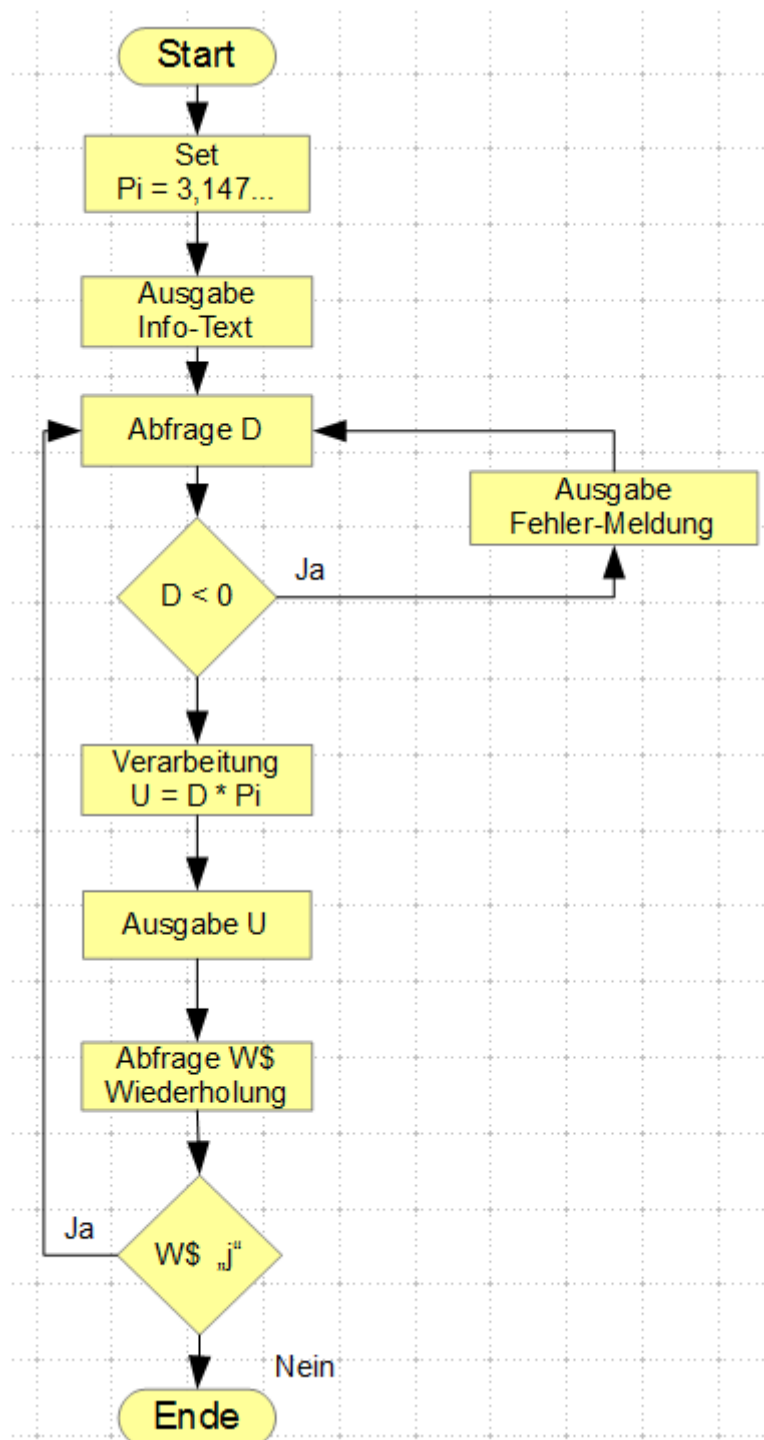 Start
Set
Pi = 3,147...
Ausgabe
Info-Text
Abfrage D
Ausgabe
Fehler-Meldung
D < 0
Ja
Verarbeitung
U = D * Pi
Ausgabe U
Abfrage W$
Wiederholung
Ja
W$ „j“
Nein
Ende